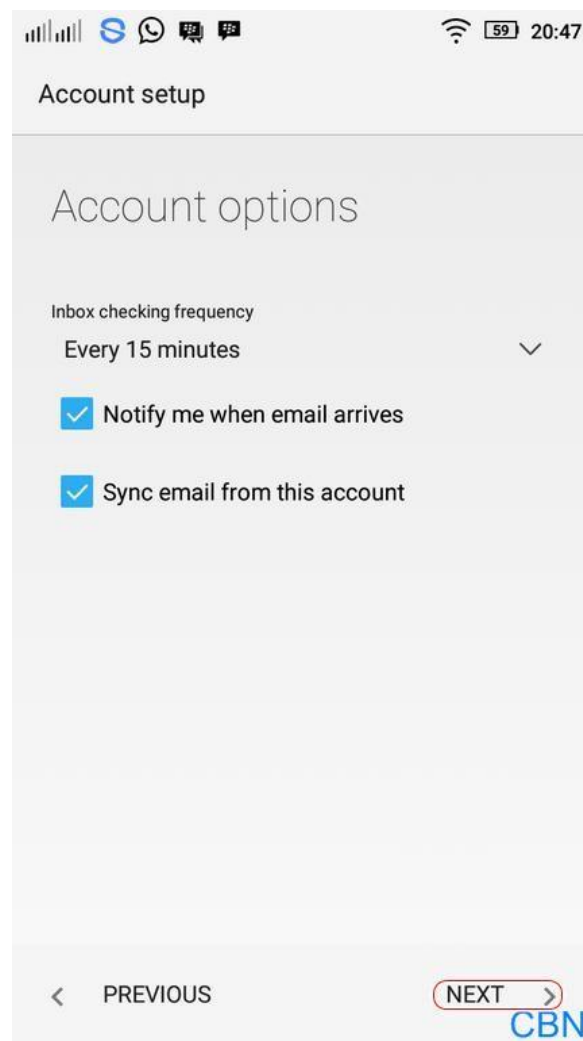 59 20:47
Account setup
Account options
Inbox checking frequency
Every 15 minutes
Notify me when email arrives
Sync email from this account
PREVIOUS NEXT
CBN